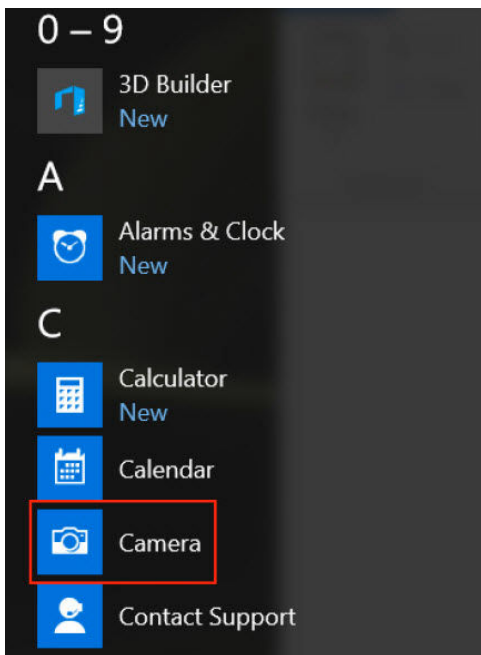 0 – 9
3D Builder
New
A
Alarms & Clock
New
C
Calculator
New
Calendar
Camera
Contact Support